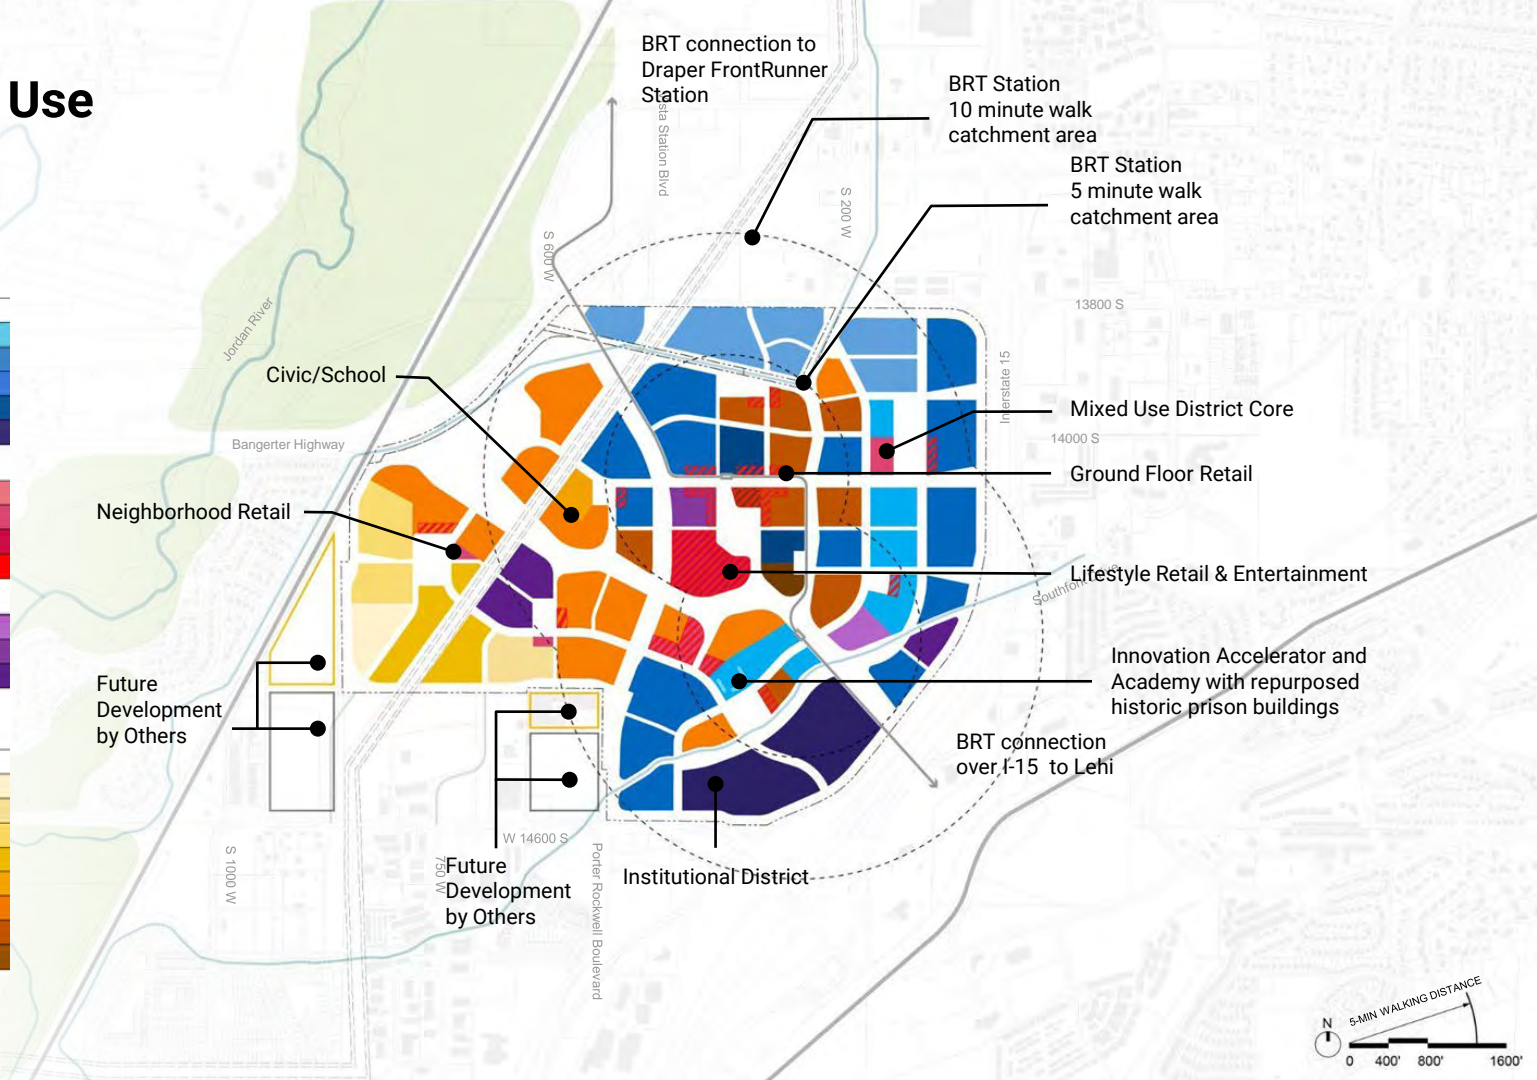 Use
BRT connection to
Draper FrontRunner
Station
BRT Station
10 minute walk
catchment area
BRT Station
5 minute walk
catchment area
S 200 W
S 600 W
13800 S
Jordan River
Interstate 15
Civic/School
Mixed Use District Core
14000 S
Bangerter Highway
Ground Floor Retail
Neighborhood Retail
Lifestyle Retail & Entertainment
Innovation Accelerator and
Academy with repurposed
historic prison buildings
Future
Development
by Others
BRT connection
over I-15 to Lehi
W 14600 S
S 1000 W
750 W
Future
Development
by Others
Porter Rockwell Boulevard
Institutional District
5-MIN WALKING DISTANCE
N
0 400' 800' 1600'